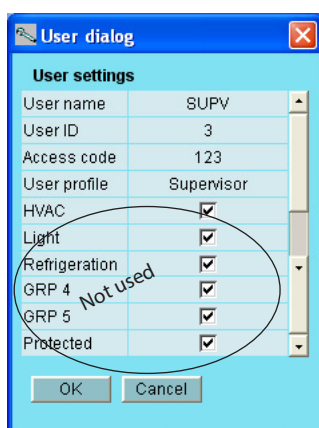 User dialog
User settings
User name SUPV
User ID 3
Access code 123
User profile Supervisor
HVAC
Light
Refrigeration
GRP 4
Not used
GRP 5
Protected
OK Cancel